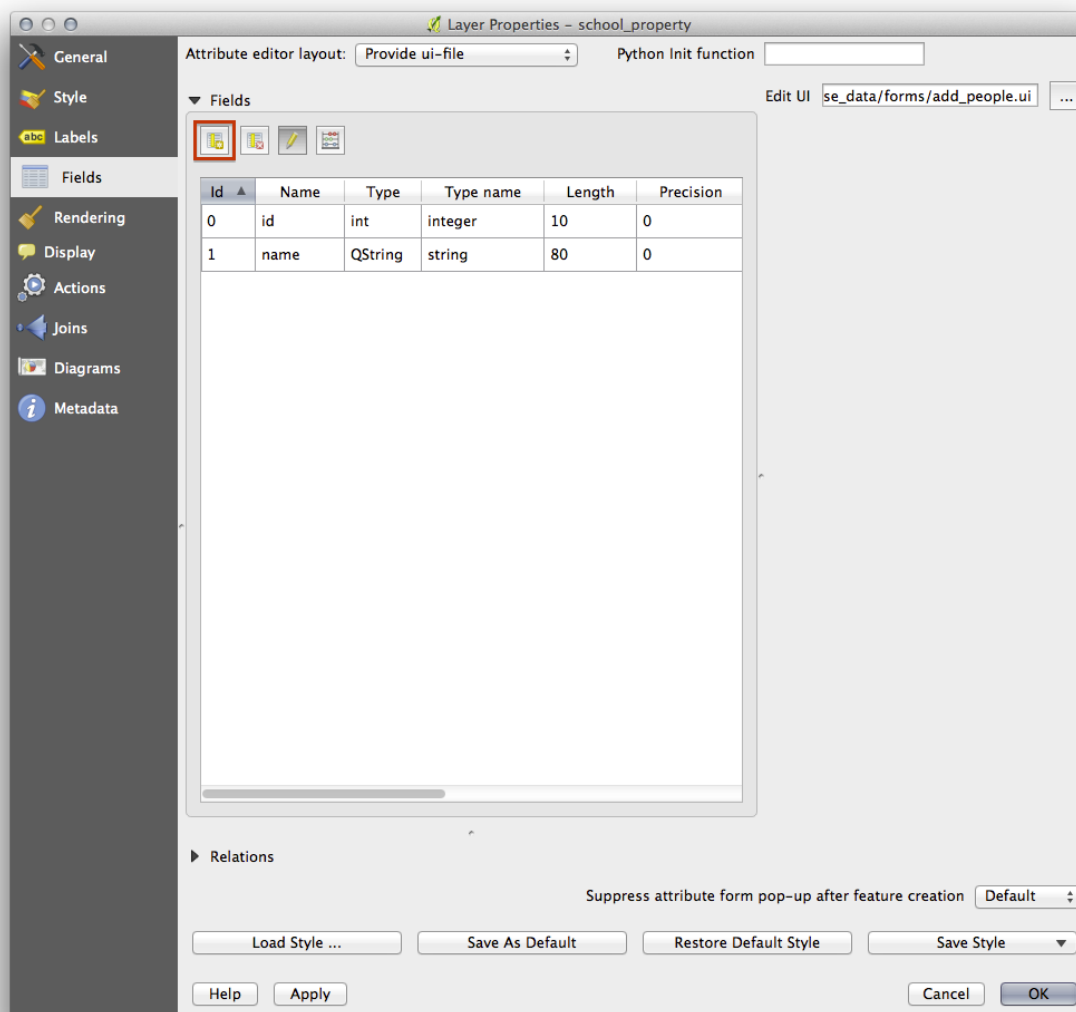 Layer Properties – school_property
General
Style
abc Labels
Fields
Rendering
Display
Actions
Joins
Diagrams
i Metadata
Attribute editor layout: Provide ui-file Python Init function
Fields
Edit UI se_data/forms/add_people.ui ...
Id Name Type Type name Length Precision
0 id int integer 10 0
1 name QString string 80 0
Relations
Suppress attribute form pop-up after feature creation Default
Load Style ... Save As Default Restore Default Style Save Style
Help Apply Cancel OK